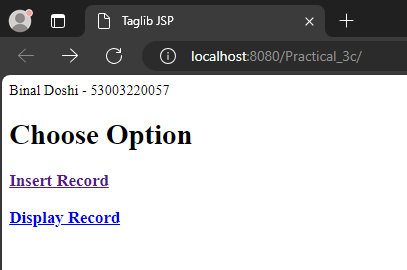 Taglib JSP
localhost:8080/Practical_3c/
Binal Doshi - 53003220057
Choose Option
Insert Record
Display Record